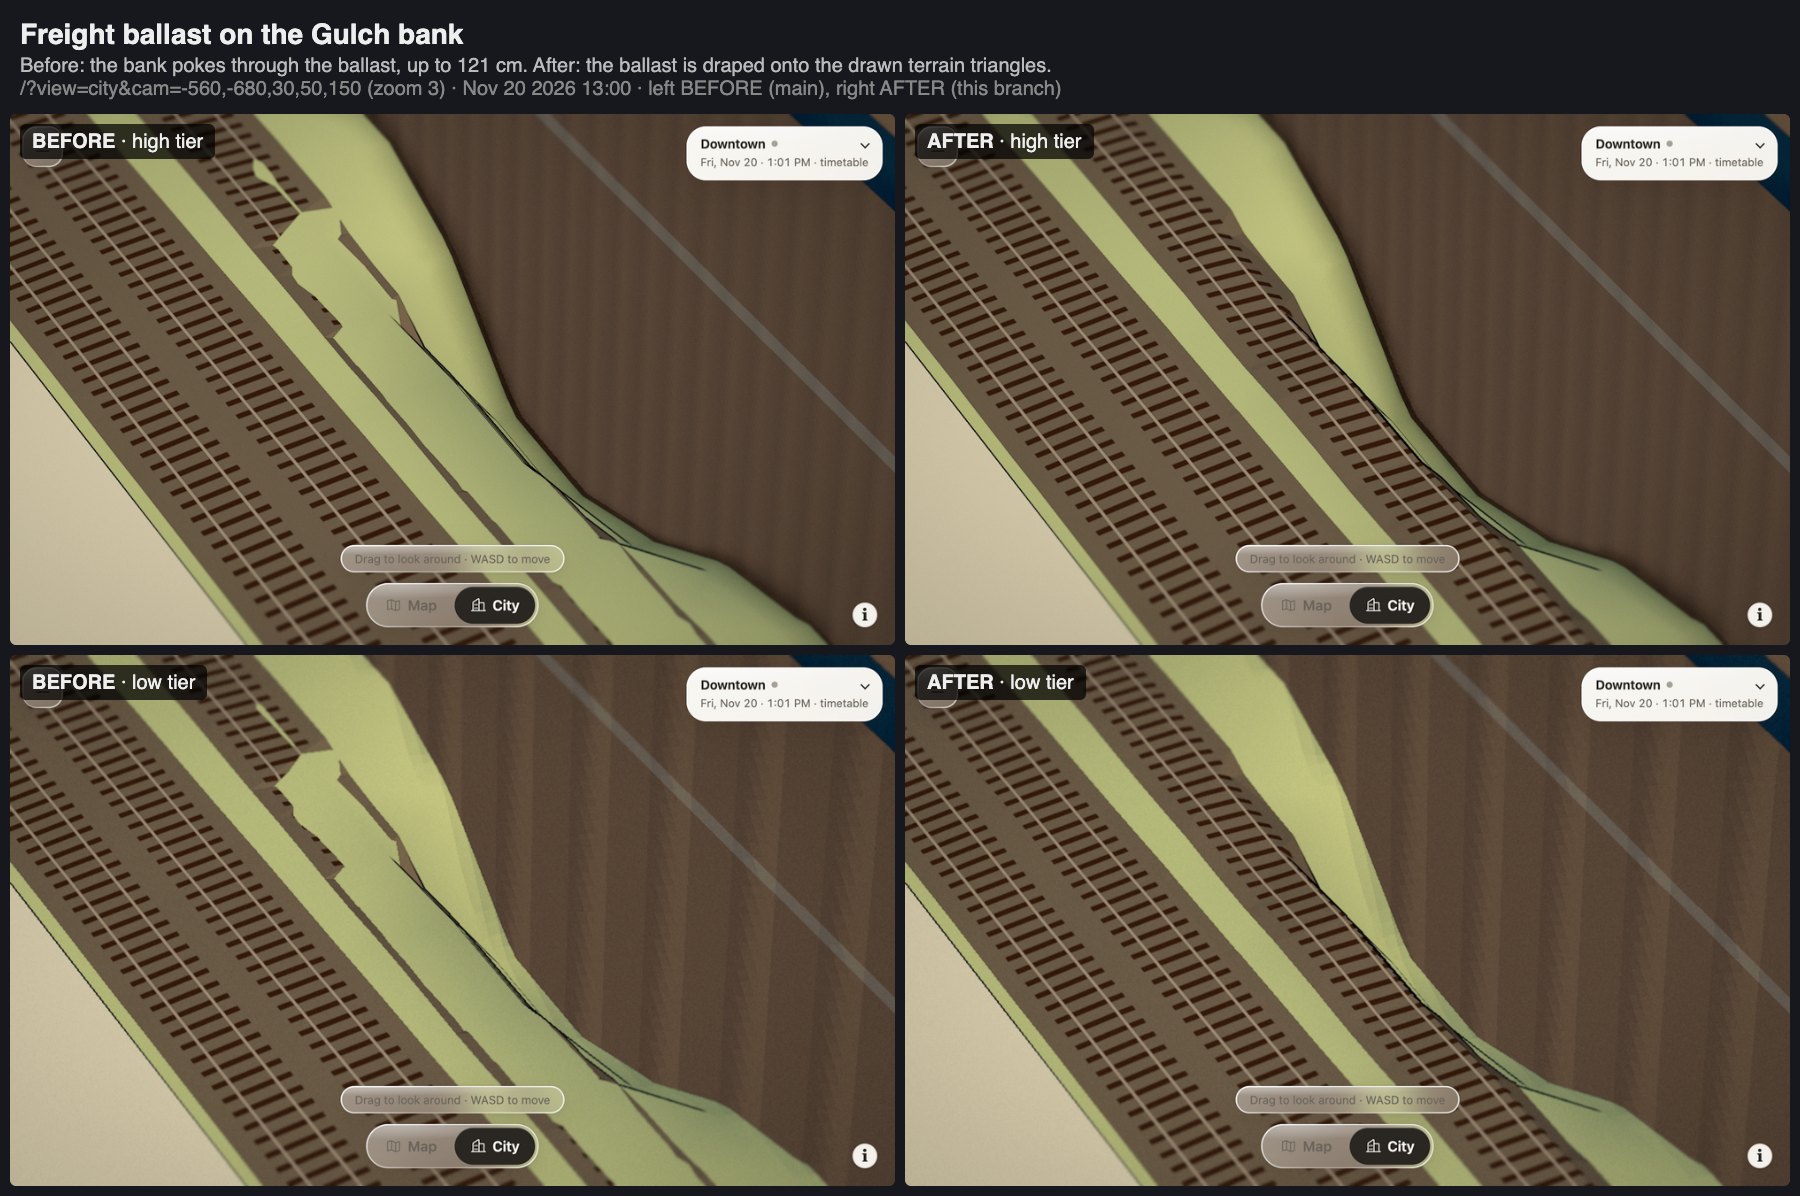 Freight ballast on the Gulch bank
Before: the bank pokes through the ballast, up to 121 cm. After: the ballast is draped onto the drawn terrain triangles.
/?view=city&cam=-560,-680,30,50,150 (zoom 3) · Nov 20 2026 13:00 · left BEFORE (main), right AFTER (this branch)
BEFORE · high tier
Downtown
Fri, Nov 20 · 1:01 PM · timetable
Drag to look around · WASD to move
Map
City
i
AFTER · high tier
Downtown
Fri, Nov 20 · 1:01 PM · timetable
Drag to look around · WASD to move
Map
City
i
BEFORE · low tier
Downtown
Fri, Nov 20 · 1:01 PM · timetable
Drag to look around · WASD to move
Map
City
i
AFTER · low tier
Downtown
Fri, Nov 20 · 1:01 PM · timetable
Drag to look around · WASD to move
Map
City
i